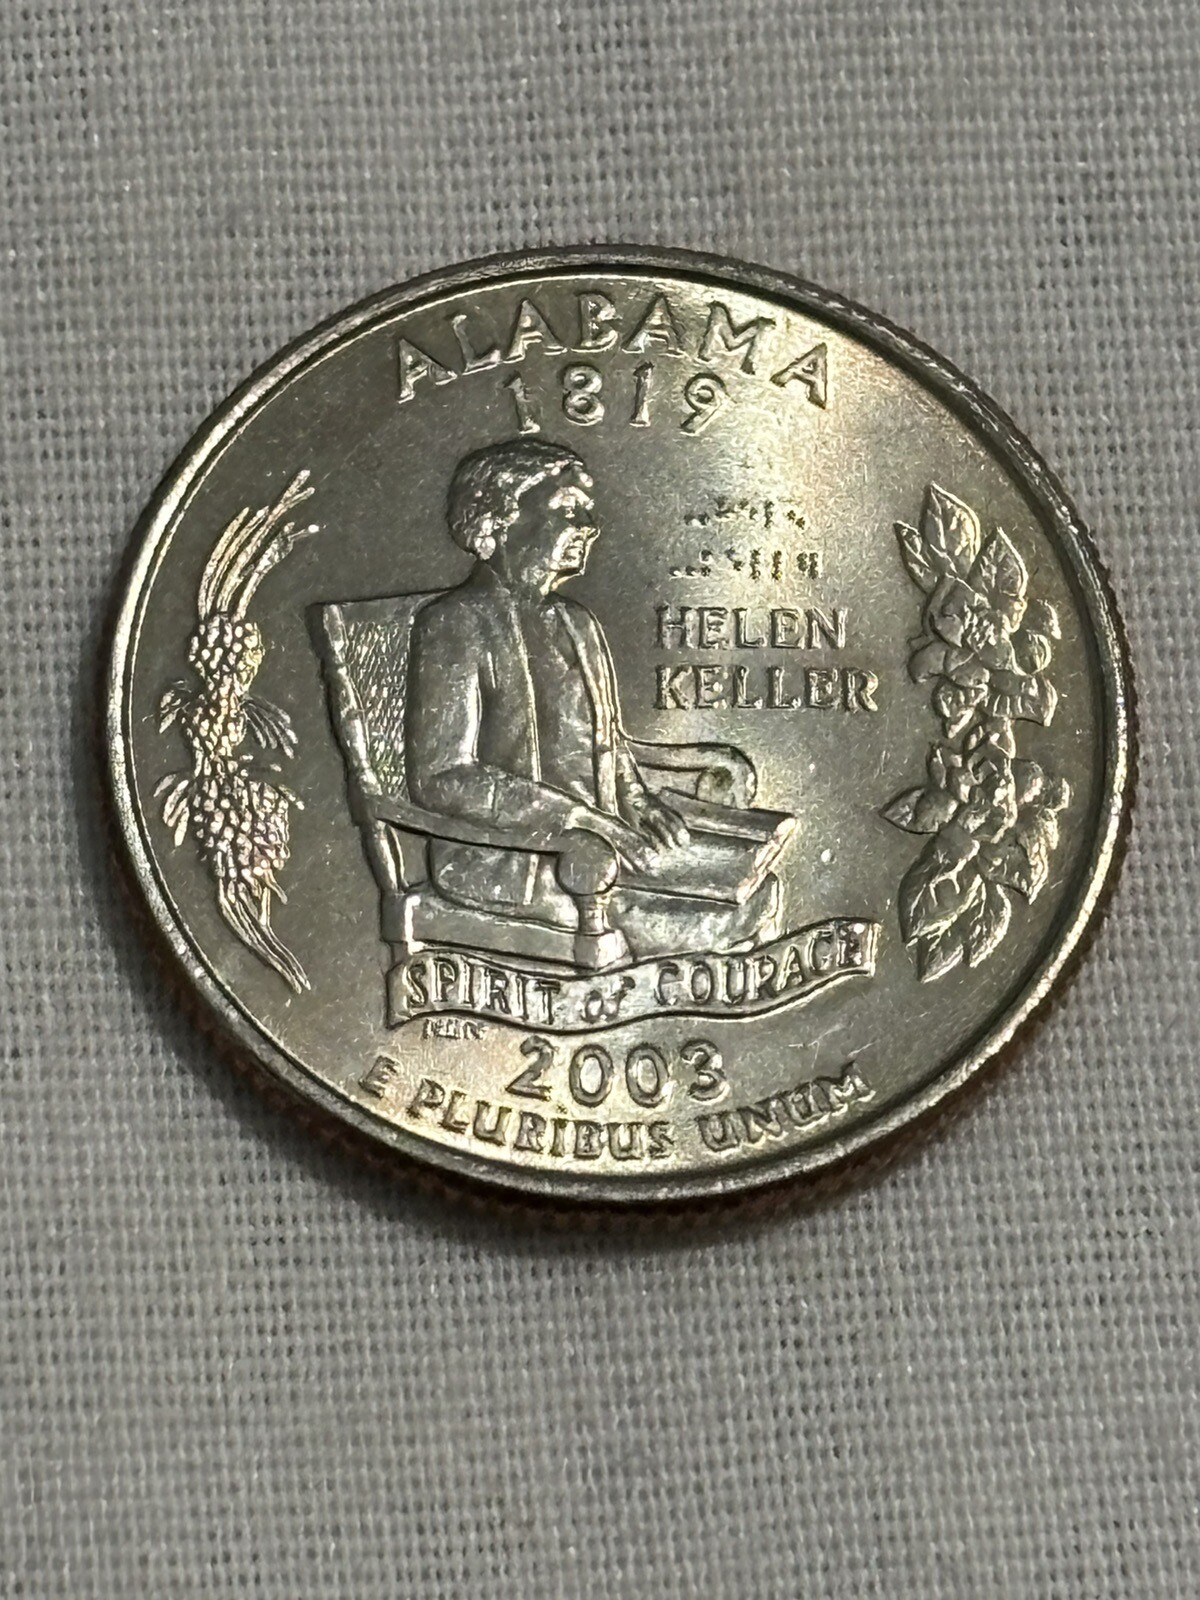 ALABAMA
1819
HELEN
KELLER
SPIRIT of COURAGE
2003
E PLURIBUS UNUM